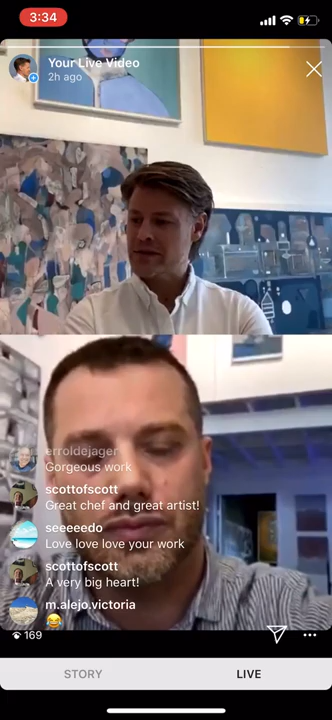 3:34
Your Live Video
2h ago
erroldejager
Gorgeous work
scottofscott
Great chef and great artist!
seeeeedo
Love love love your work
scottofscott
A very big heart!
m.alejo.victoria
😂
169
STORY
LIVE